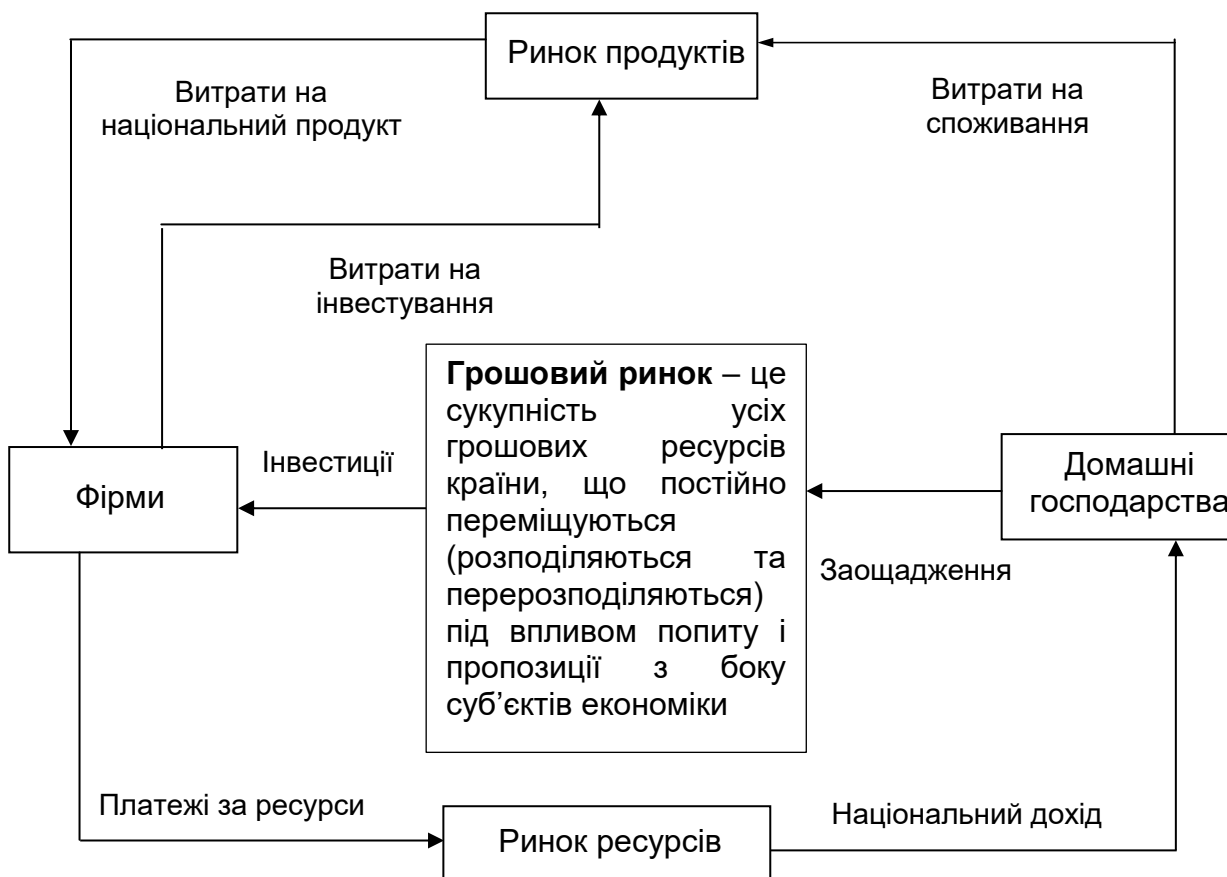 Ринок продуктів
Витрати на
національний продукт
Витрати на
споживання
Витрати на
інвестування
Грошовий ринок – це
сукупність усіх
грошових ресурсів
країни, що постійно
переміщуються
(розподіляються та
перерозподіляються)
під впливом попиту і
пропозиції з боку
суб’єктів економіки
Інвестиції
Фірми
Домашні
господарства
Заощадження
Платежі за ресурси
Ринок ресурсів
Національний дохід